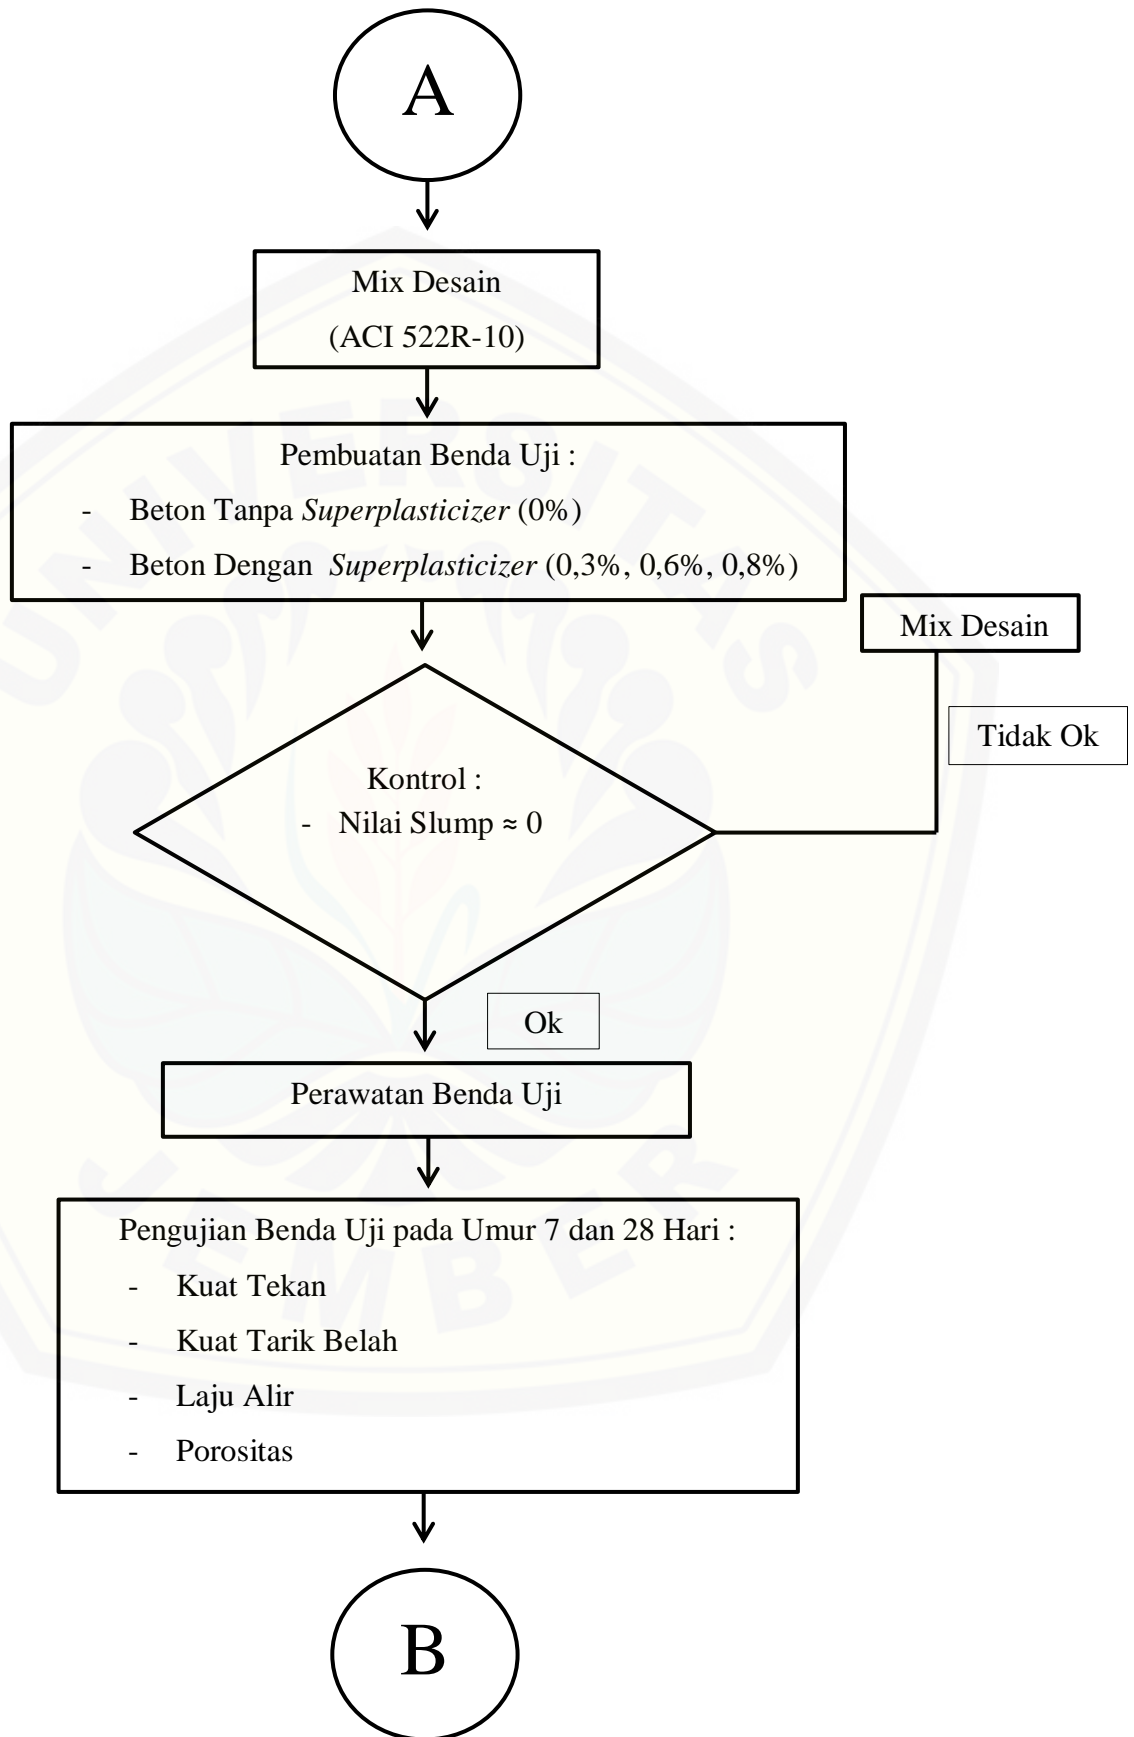 A
Mix Desain
(ACI 522R-10)
Pembuatan Benda Uji :
- Beton Tanpa Superplasticizer (0%)
- Beton Dengan Superplasticizer (0,3%, 0,6%, 0,8%)
Mix Desain
Tidak Ok
Kontrol :
- Nilai Slump ≈ 0
Ok
Perawatan Benda Uji
Pengujian Benda Uji pada Umur 7 dan 28 Hari :
- Kuat Tekan
- Kuat Tarik Belah
- Laju Alir
- Porositas
B
UNIVERSITAS
JEMBER